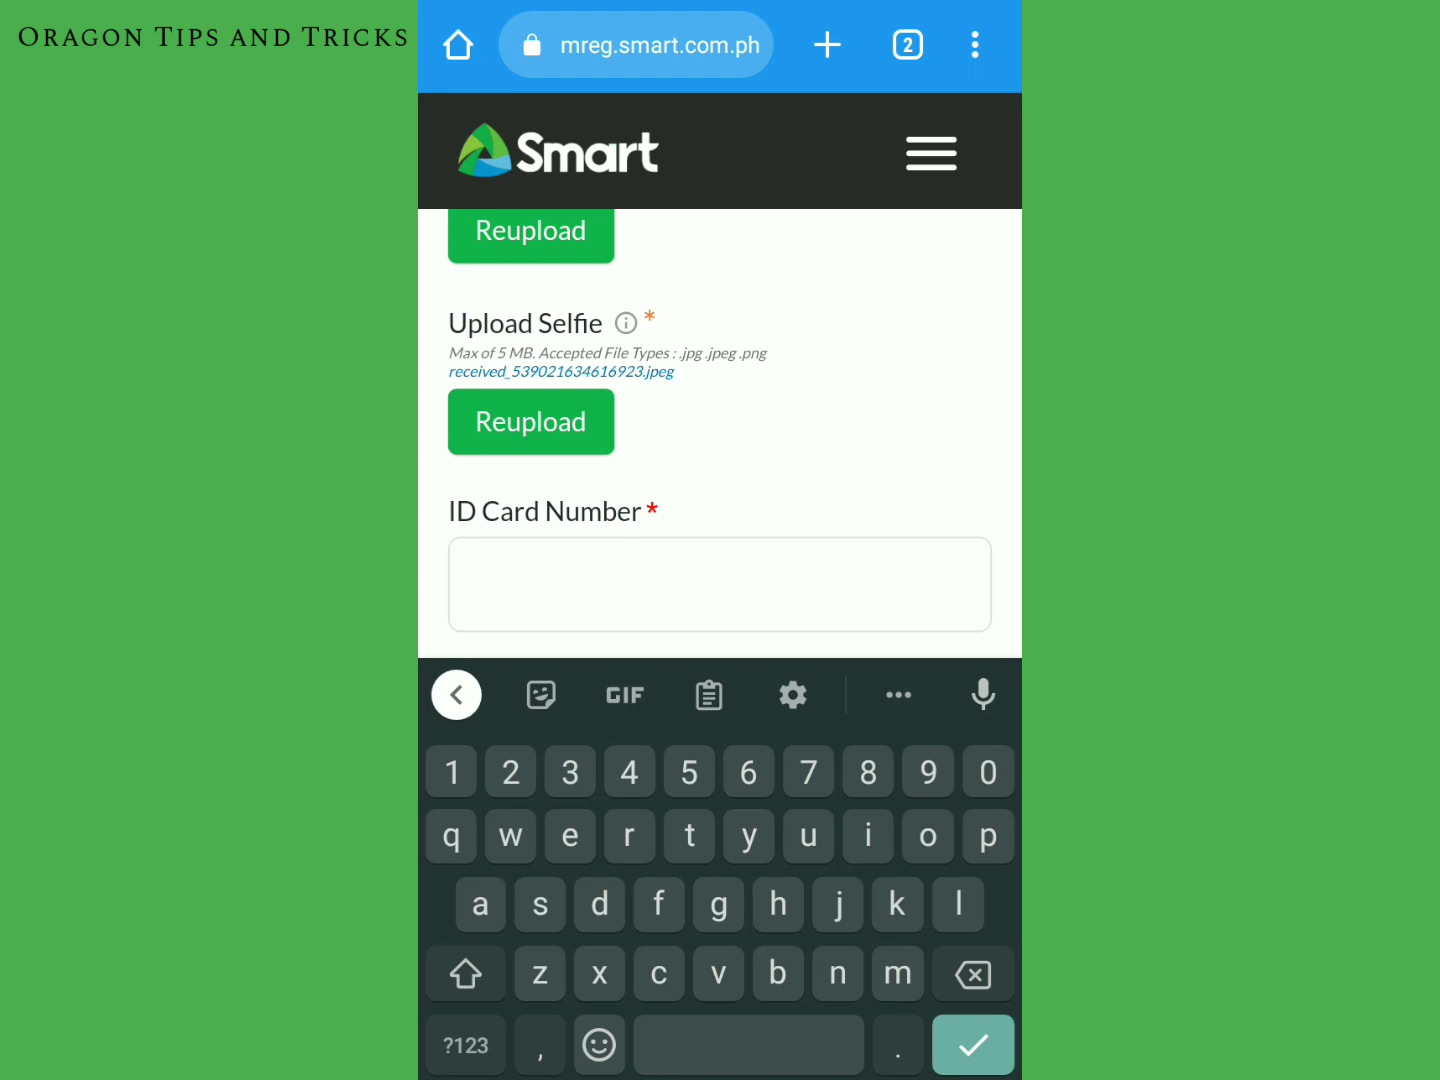 ORAGON TIPS AND TRICKS
mreg.smart.com.ph
2
Smart
Reupload
Upload Selfie *
Max of 5 MB. Accepted File Types : .jpg .jpeg .png
received_539021634616923.jpeg
Reupload
ID Card Number *
GIF
1 2 3 4 5 6 7 8 9 0
q w e r t y u i o p
a s d f g h j k l
z x c v b n m
?123 , .